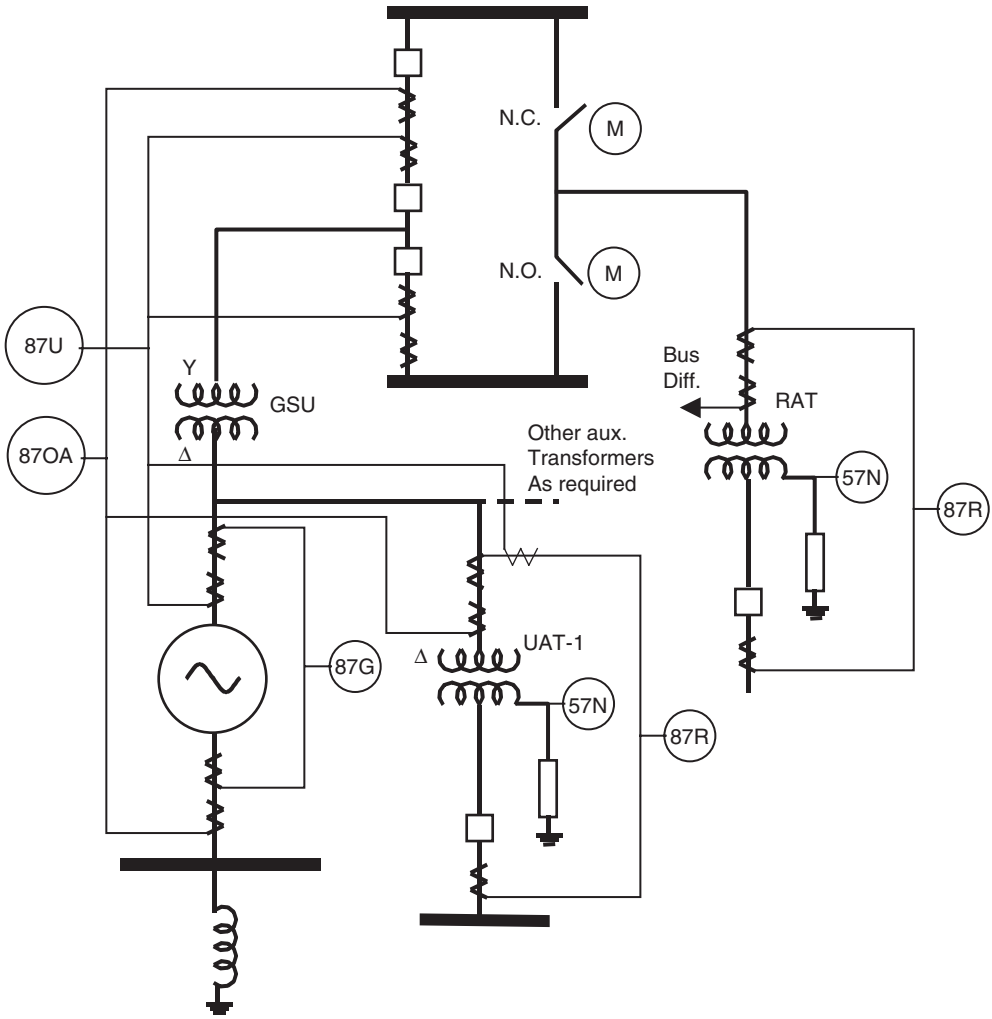 N.C.
M
N.O.
M
87U
Y
GSU
Δ
87OA
Bus
Diff.
RAT
Other aux.
Transformers
As required
57N
87R
87G
Δ
UAT-1
57N
87R